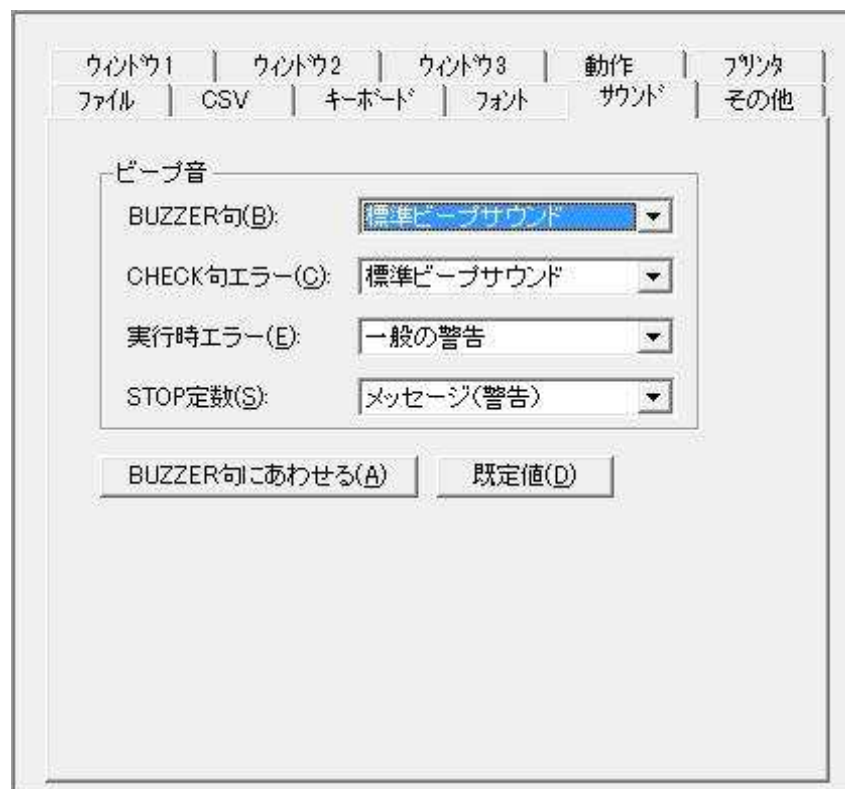 ウィンドウ1 ウィンドウ2 ウィンドウ3 動作 プリンタ
ファイル CSV キーボード フォント サウンド その他
ビープ音
BUZZER句(B): 標準ビープサウンド
CHECK句エラー(C): 標準ビープサウンド
実行時エラー(E): 一般の警告
STOP定数(S): メッセージ(警告)
BUZZER句にあわせる(A) 既定値(D)